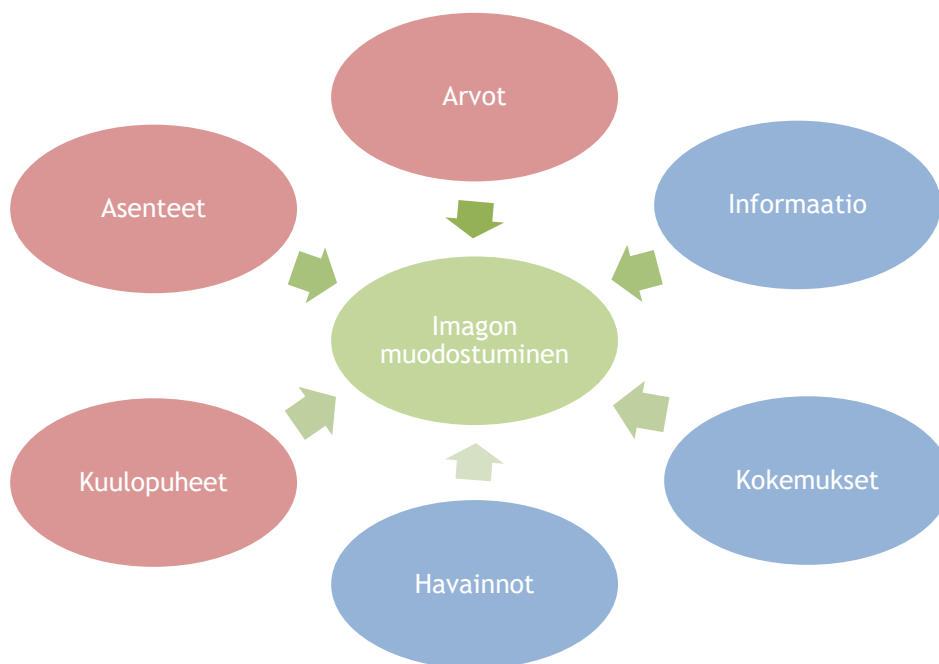 Arvot
Asenteet
Informaatio
Imagon
muodostuminen
Kuulopuheet
Kokemukset
Havainnot